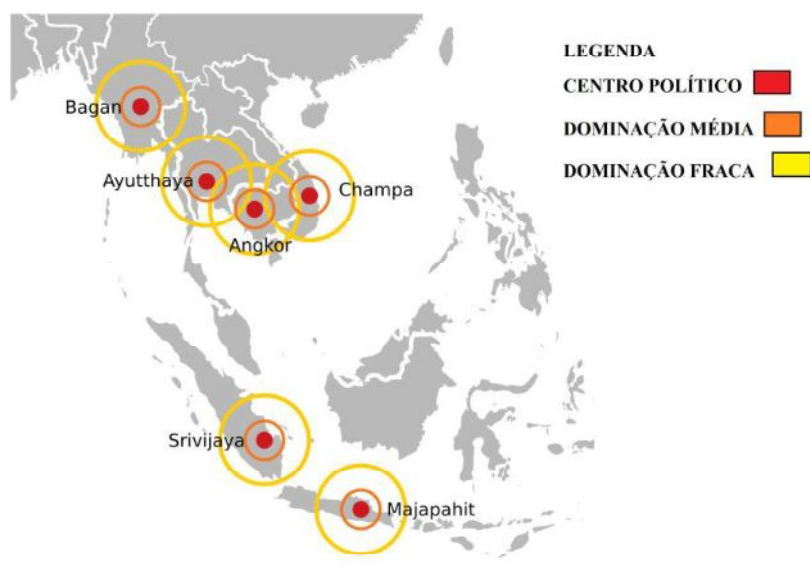 LEGENDA
CENTRO POLÍTICO
DOMINAÇÃO MÉDIA
DOMINAÇÃO FRACA
Bagan
Ayutthaya
Champa
Angkor
Srivijaya
Majapahit